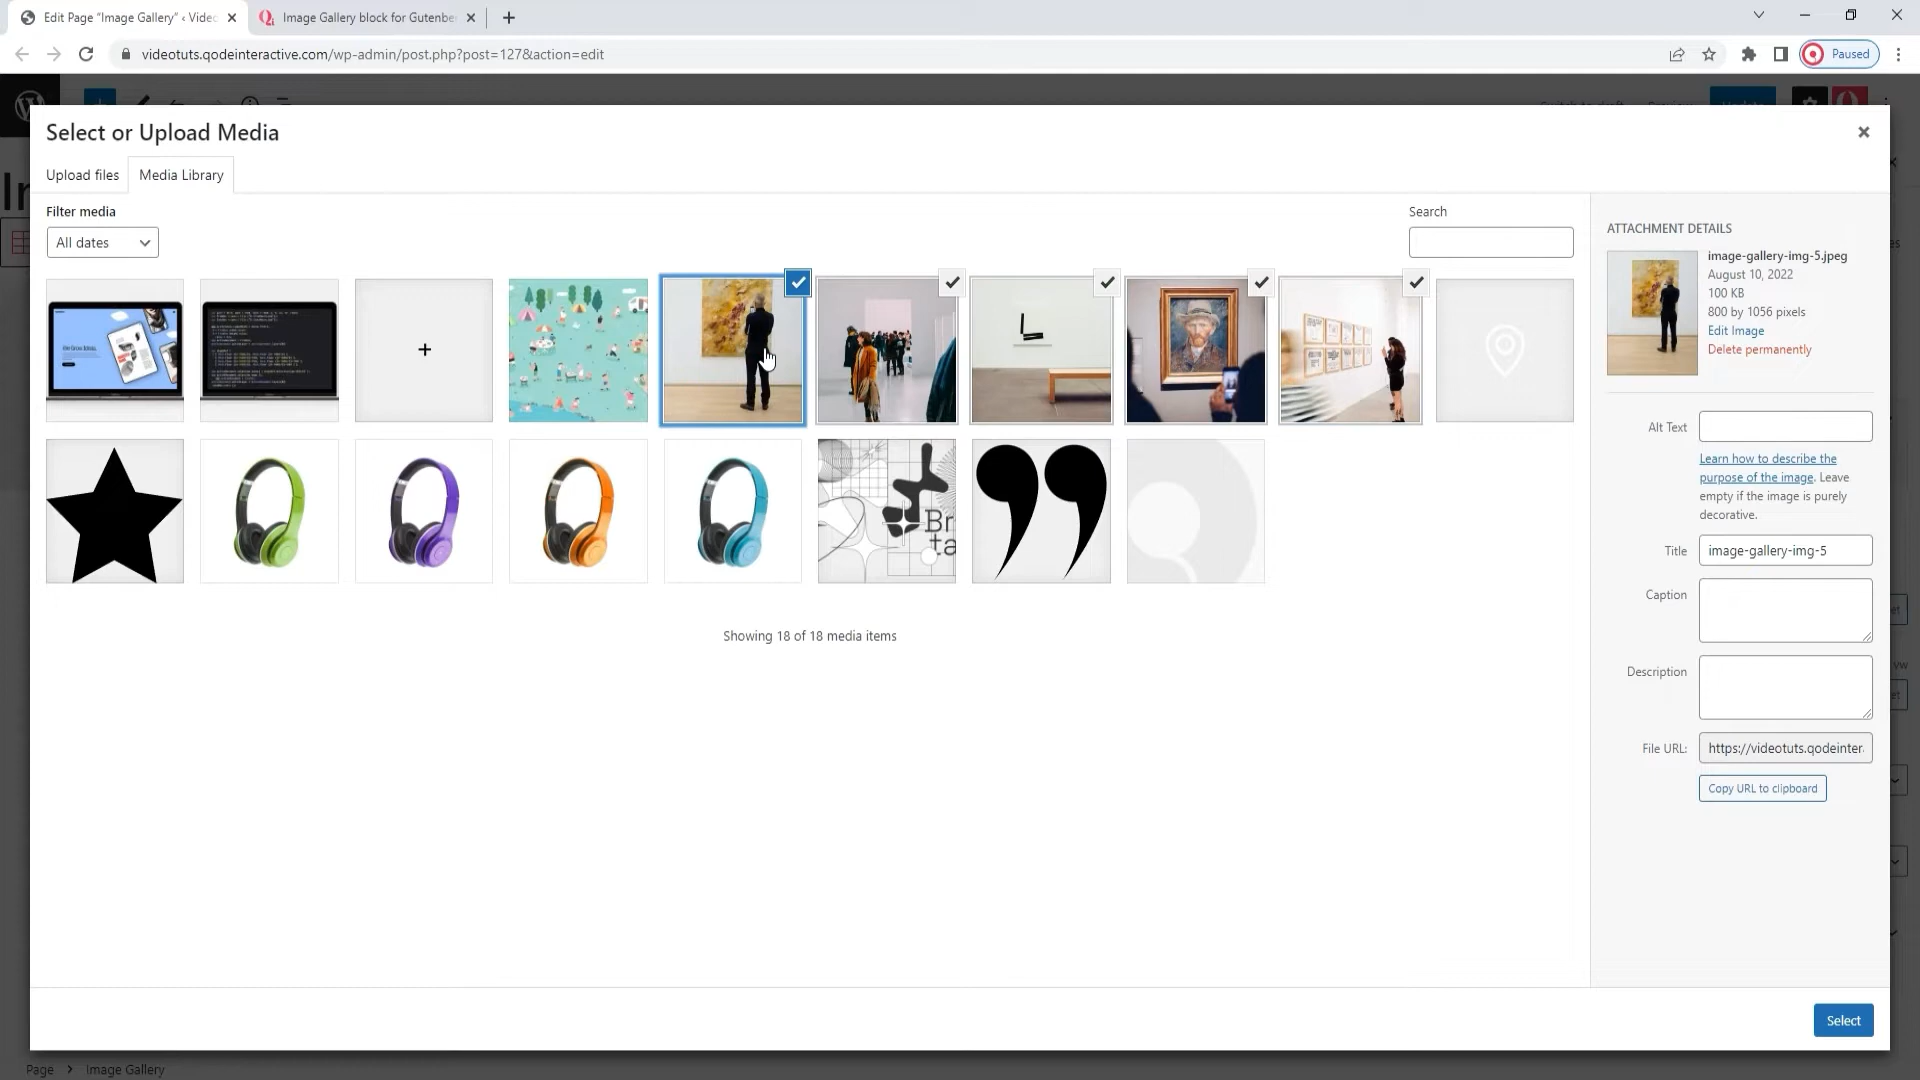 Edit Page "Image Gallery" ‹ Videc
Image Gallery block for Gutenber
videotuts.qodeinteractive.com/wp-admin/post.php?post=127&action=edit
Paused
Select or Upload Media
Upload files
Media Library
Filter media
All dates
Search
ATTACHMENT DETAILS
image-gallery-img-5.jpeg
August 10, 2022
100 KB
800 by 1056 pixels
Edit Image
Delete permanently
Alt Text
Learn how to describe the
purpose of the image. Leave
empty if the image is purely
decorative.
Title
image-gallery-img-5
Caption
Description
File URL:
https://videotuts.qodeinter
Copy URL to clipboard
Br
ta
Showing 18 of 18 media items
Select
Page
Image Gallery